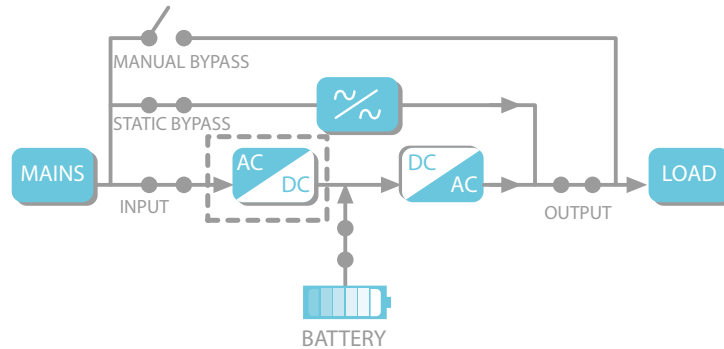 MANUAL BYPASS
STATIC BYPASS
MAINS
AC
DC
DC
AC
LOAD
INPUT
OUTPUT
BATTERY